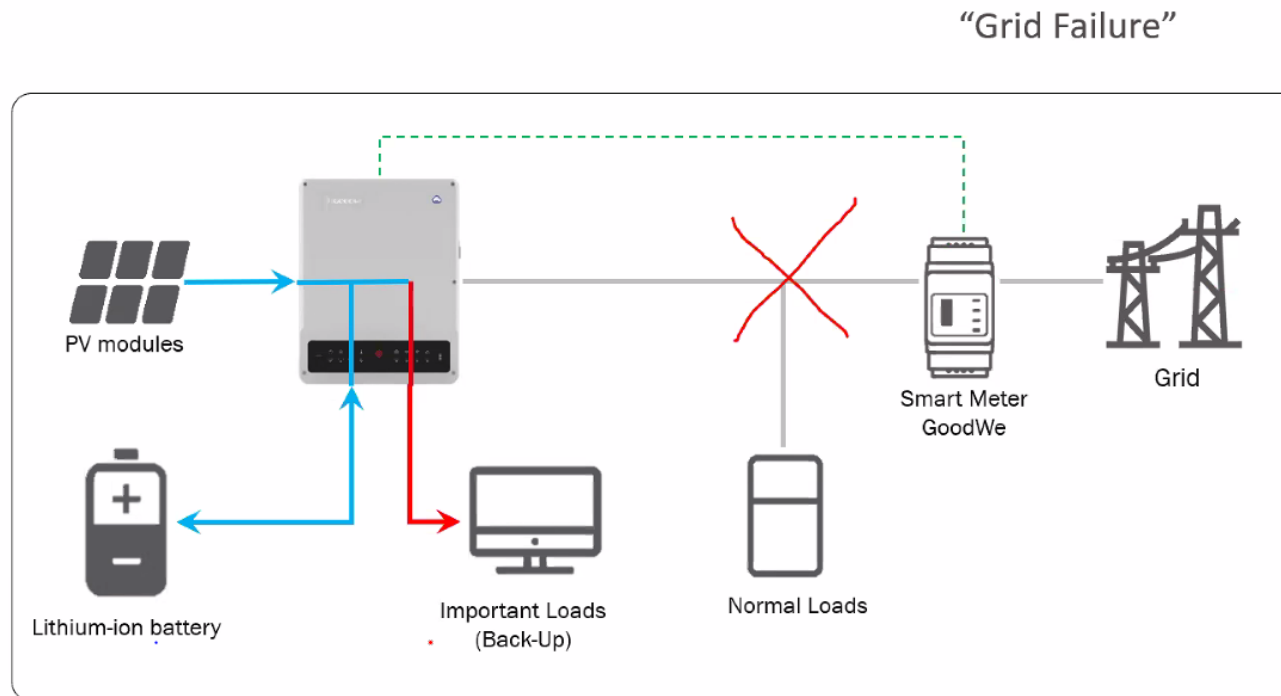 “Grid Failure”
PV modules
Smart Meter
GoodWe
Grid
Lithium-ion battery
Important Loads
(Back-Up)
Normal Loads